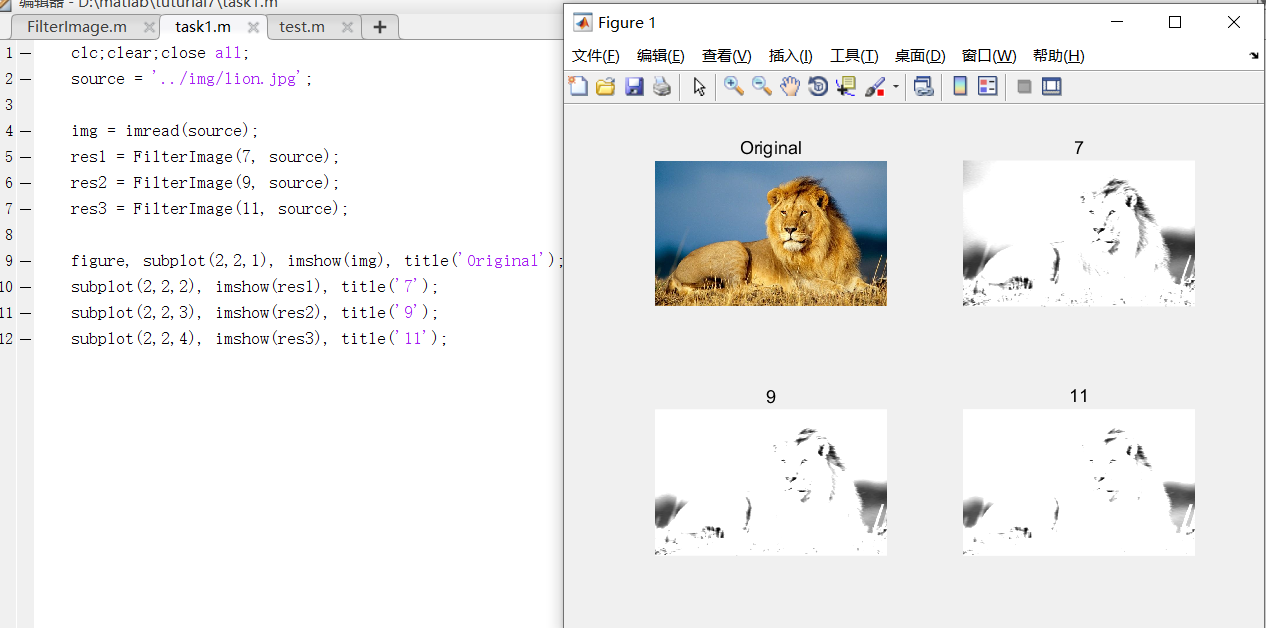 编辑器 - D:\matlab\tuturial7\task1.m
FilterImage.m × task1.m × test.m × +
1 — clc;clear;close all;
2 — source = '../img/lion.jpg';
3
4 — img = imread(source);
5 — res1 = FilterImage(7, source);
6 — res2 = FilterImage(9, source);
7 — res3 = FilterImage(11, source);
8
9 — figure, subplot(2,2,1), imshow(img), title('Original');
10 — subplot(2,2,2), imshow(res1), title('7');
11 — subplot(2,2,3), imshow(res2), title('9');
12 — subplot(2,2,4), imshow(res3), title('11');
Figure 1
文件(F) 编辑(E) 查看(V) 插入(I) 工具(T) 桌面(D) 窗口(W) 帮助(H)
Original
7
9
11